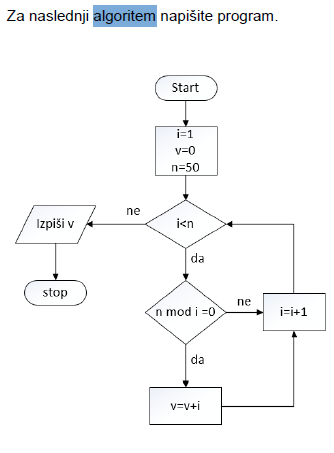 Za naslednji algoritem napišite program.
Start
i=1
v=0
n=50
i<n
ne
Izpiši v
stop
da
n mod i =0
ne
i=i+1
da
v=v+i